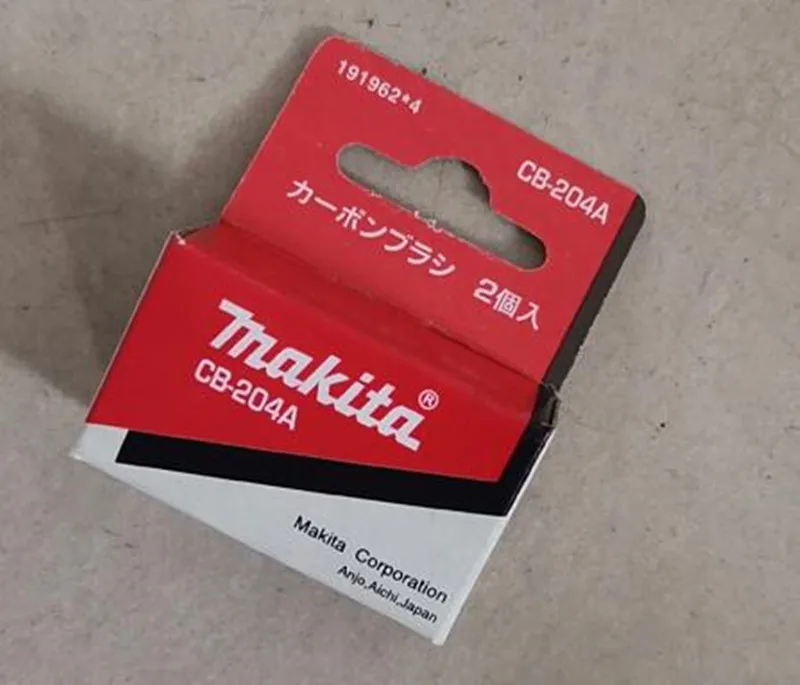 191962*4
CB-204A
カーボンブラシ 2個入
makita®
CB-204A
Makita Corporation
Anjo,Aichi,Japan